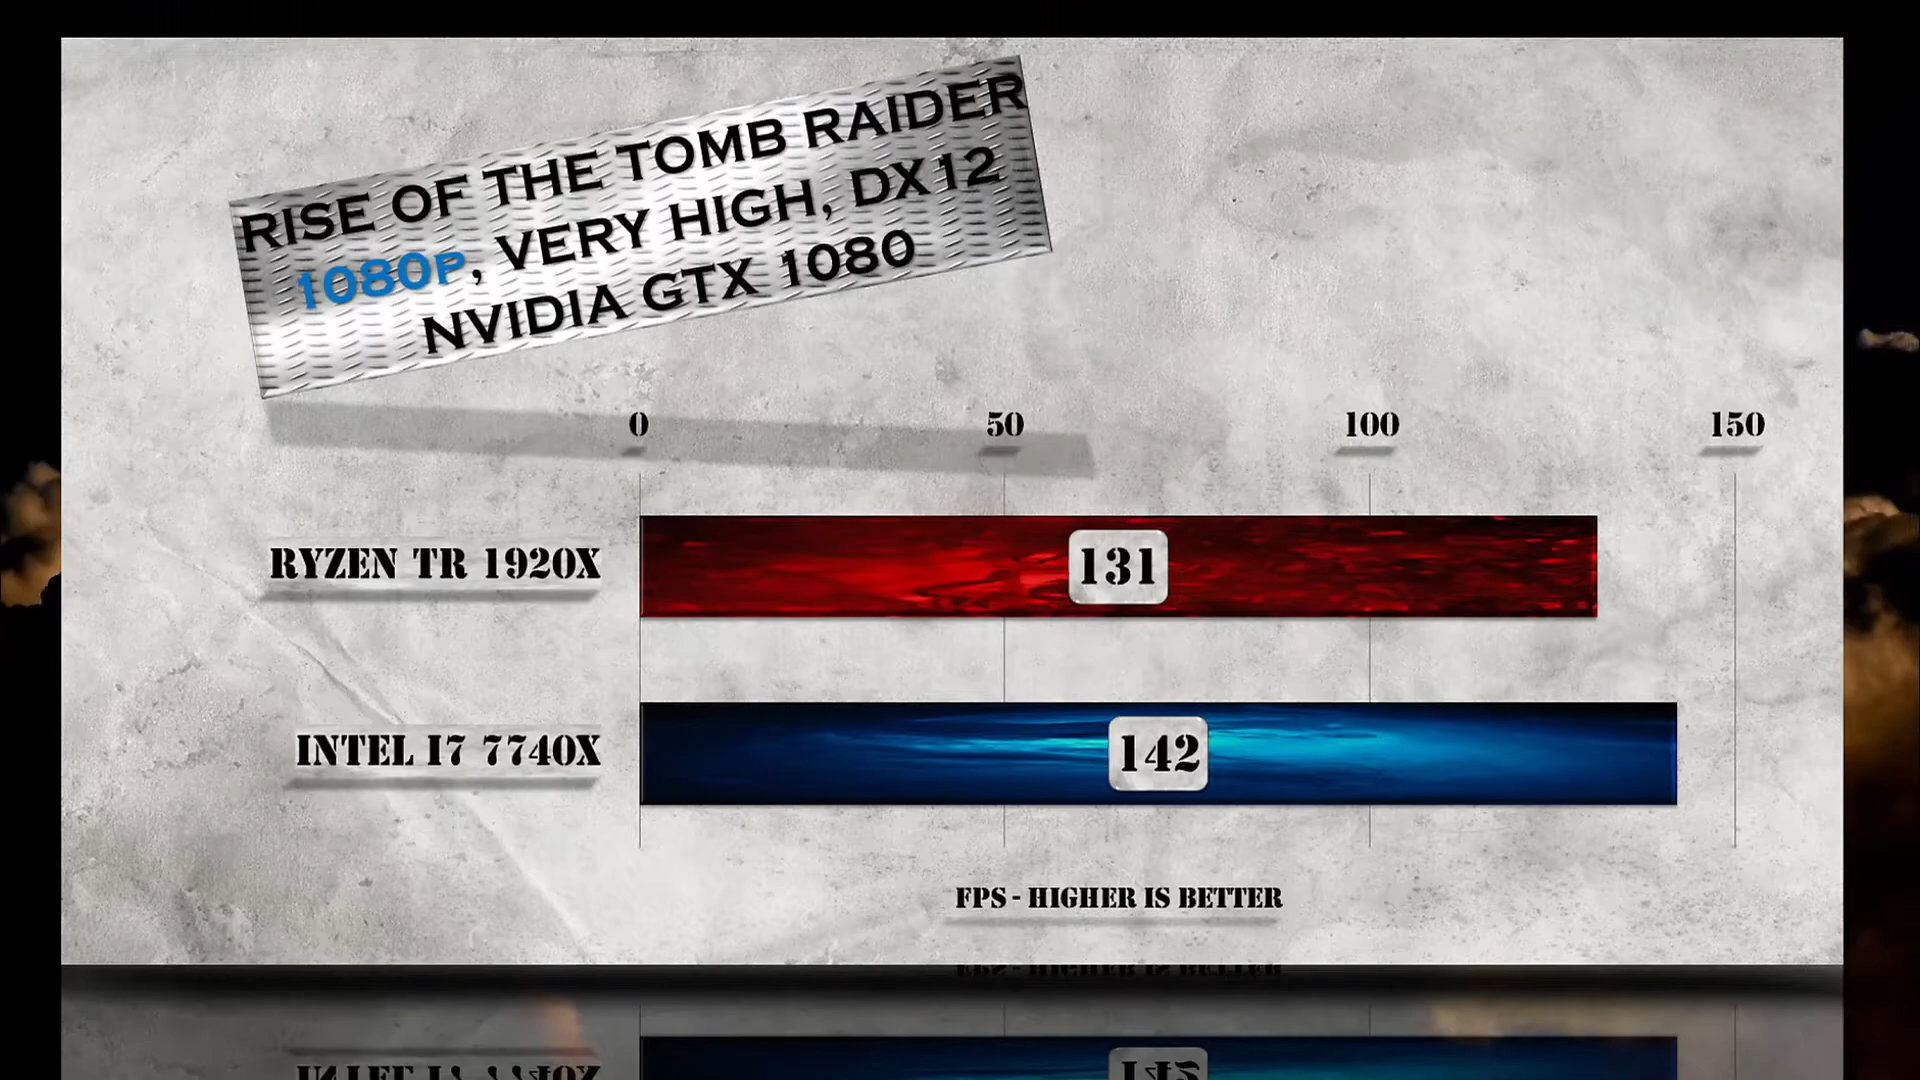 RISE OF THE TOMB RAIDER
1080P, VERY HIGH, DX12
NVIDIA GTX 1080
0 50 100 150
RYZEN TR 1920X 131
INTEL I7 7740X 142
FPS - HIGHER IS BETTER